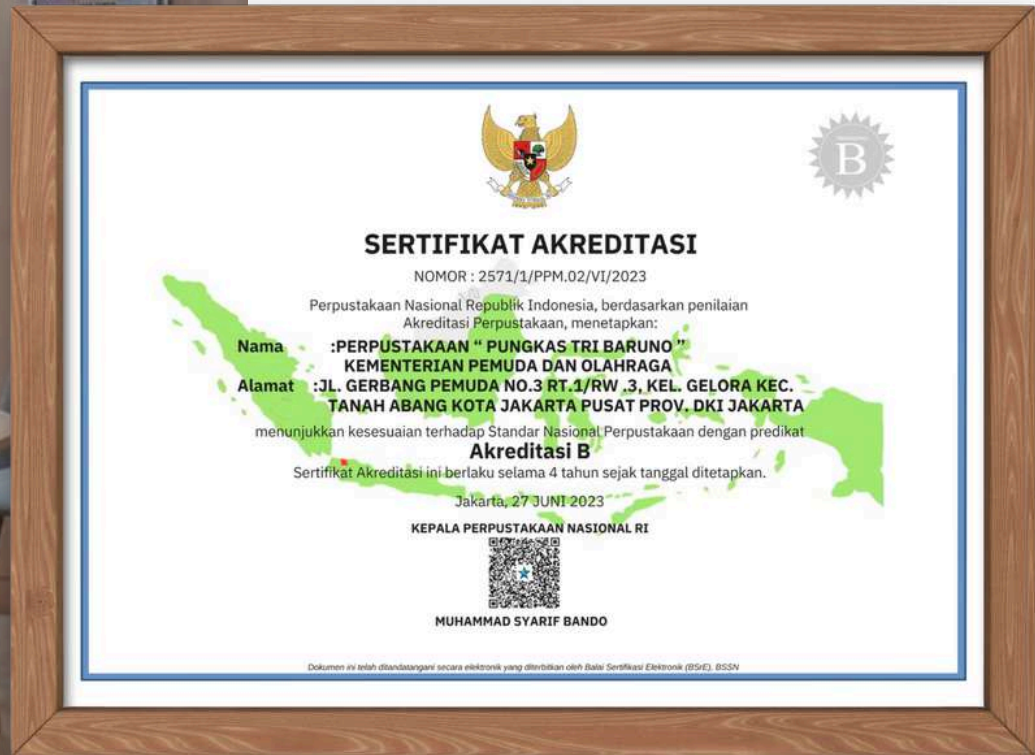 B
SERTIFIKAT AKREDITASI
NOMOR : 2571/1/PPM.02/VI/2023
Perpustakaan Nasional Republik Indonesia, berdasarkan penilaian
Akreditasi Perpustakaan, menetapkan:
Nama :PERPUSTAKAAN “ PUNGKAS TRI BARUNO ”
KEMENTERIAN PEMUDA DAN OLAHRAGA
Alamat :JL. GERBANG PEMUDA NO.3 RT.1/RW .3, KEL. GELORA KEC.
TANAH ABANG KOTA JAKARTA PUSAT PROV. DKI JAKARTA
menunjukkan kesesuaian terhadap Standar Nasional Perpustakaan dengan predikat
Akreditasi B
Sertifikat Akreditasi ini berlaku selama 4 tahun sejak tanggal ditetapkan.
Jakarta, 27 JUNI 2023
KEPALA PERPUSTAKAAN NASIONAL RI
MUHAMMAD SYARIF BANDO
Dokumen ini telah ditandatangani secara elektronik yang diterbitkan oleh Balai Sertifikasi Elektronik (BSrE), BSSN